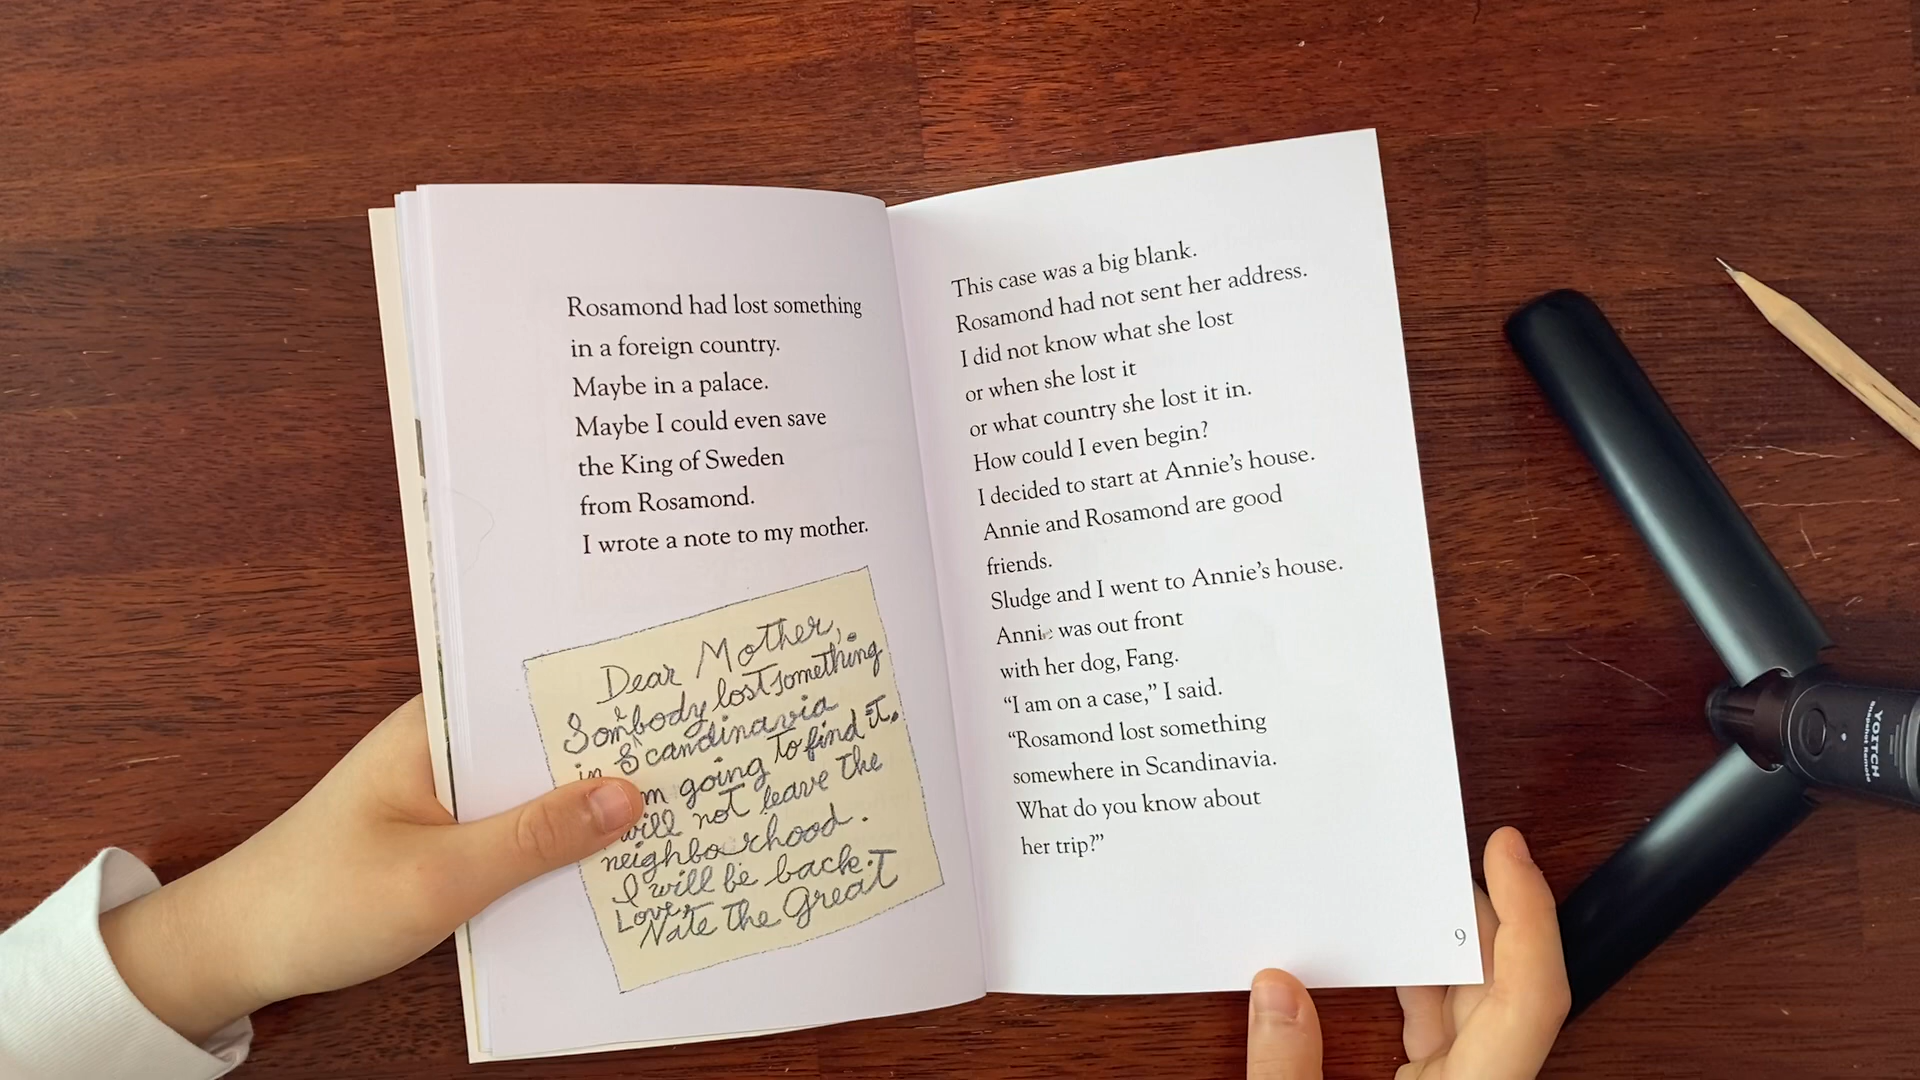 Rosamond had lost something
in a foreign country.
Maybe in a palace.
Maybe I could even save
the King of Sweden
from Rosamond.
I wrote a note to my mother.
Dear Mother,
Somebody lost something
in Scandinavia.
m going to find it.
will not leave the
neighborhood.
I will be back.
Love,
Nate the Great
This case was a big blank.
Rosamond had not sent her address.
I did not know what she lost
or when she lost it
or what country she lost it in.
How could I even begin?
I decided to start at Annie's house.
Annie and Rosamond are good
friends.
Sludge and I went to Annie's house.
Annie was out front
with her dog, Fang.
“I am on a case,” I said.
“Rosamond lost something
somewhere in Scandinavia.
What do you know about
her trip?”
9
YOITCH
Snapshot Remote